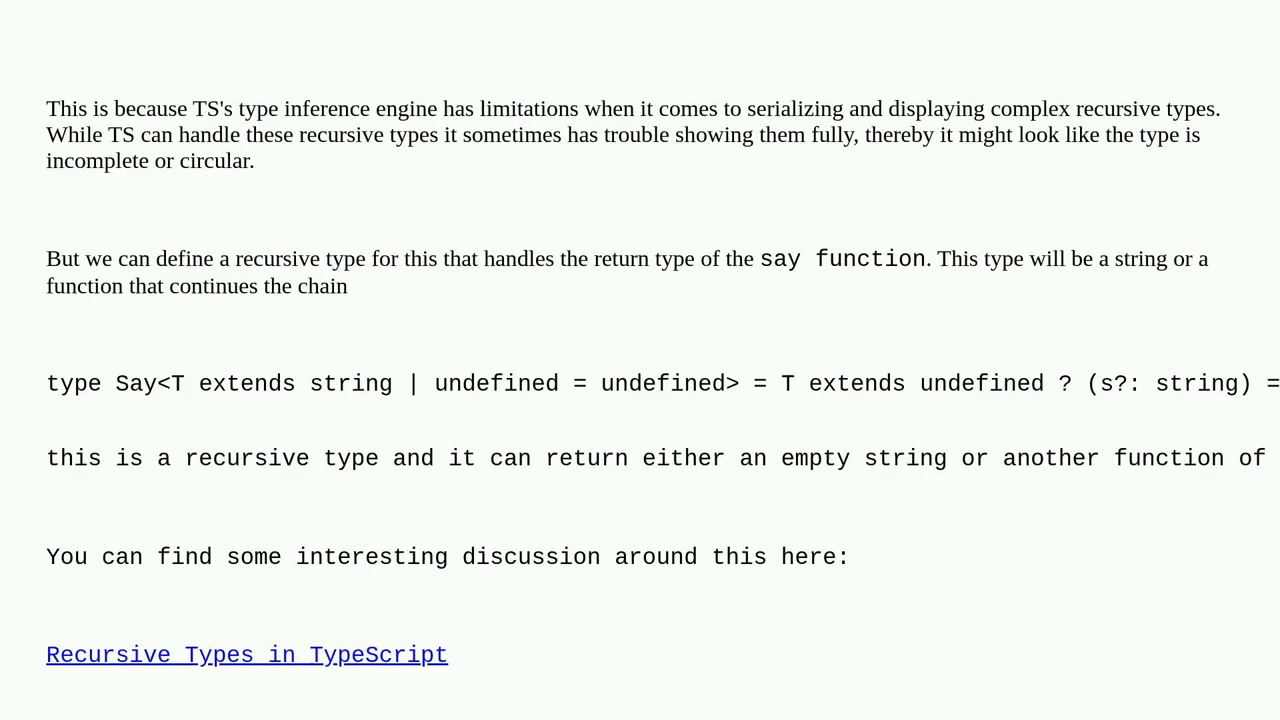 This is because TS's type inference engine has limitations when it comes to serializing and displaying complex recursive types.
While TS can handle these recursive types it sometimes has trouble showing them fully, thereby it might look like the type is
incomplete or circular.
But we can define a recursive type for this that handles the return type of the say function. This type will be a string or a
function that continues the chain
type Say<T extends string | undefined = undefined> = T extends undefined ? (s?: string) =
this is a recursive type and it can return either an empty string or another function of
You can find some interesting discussion around this here:
Recursive Types in TypeScript